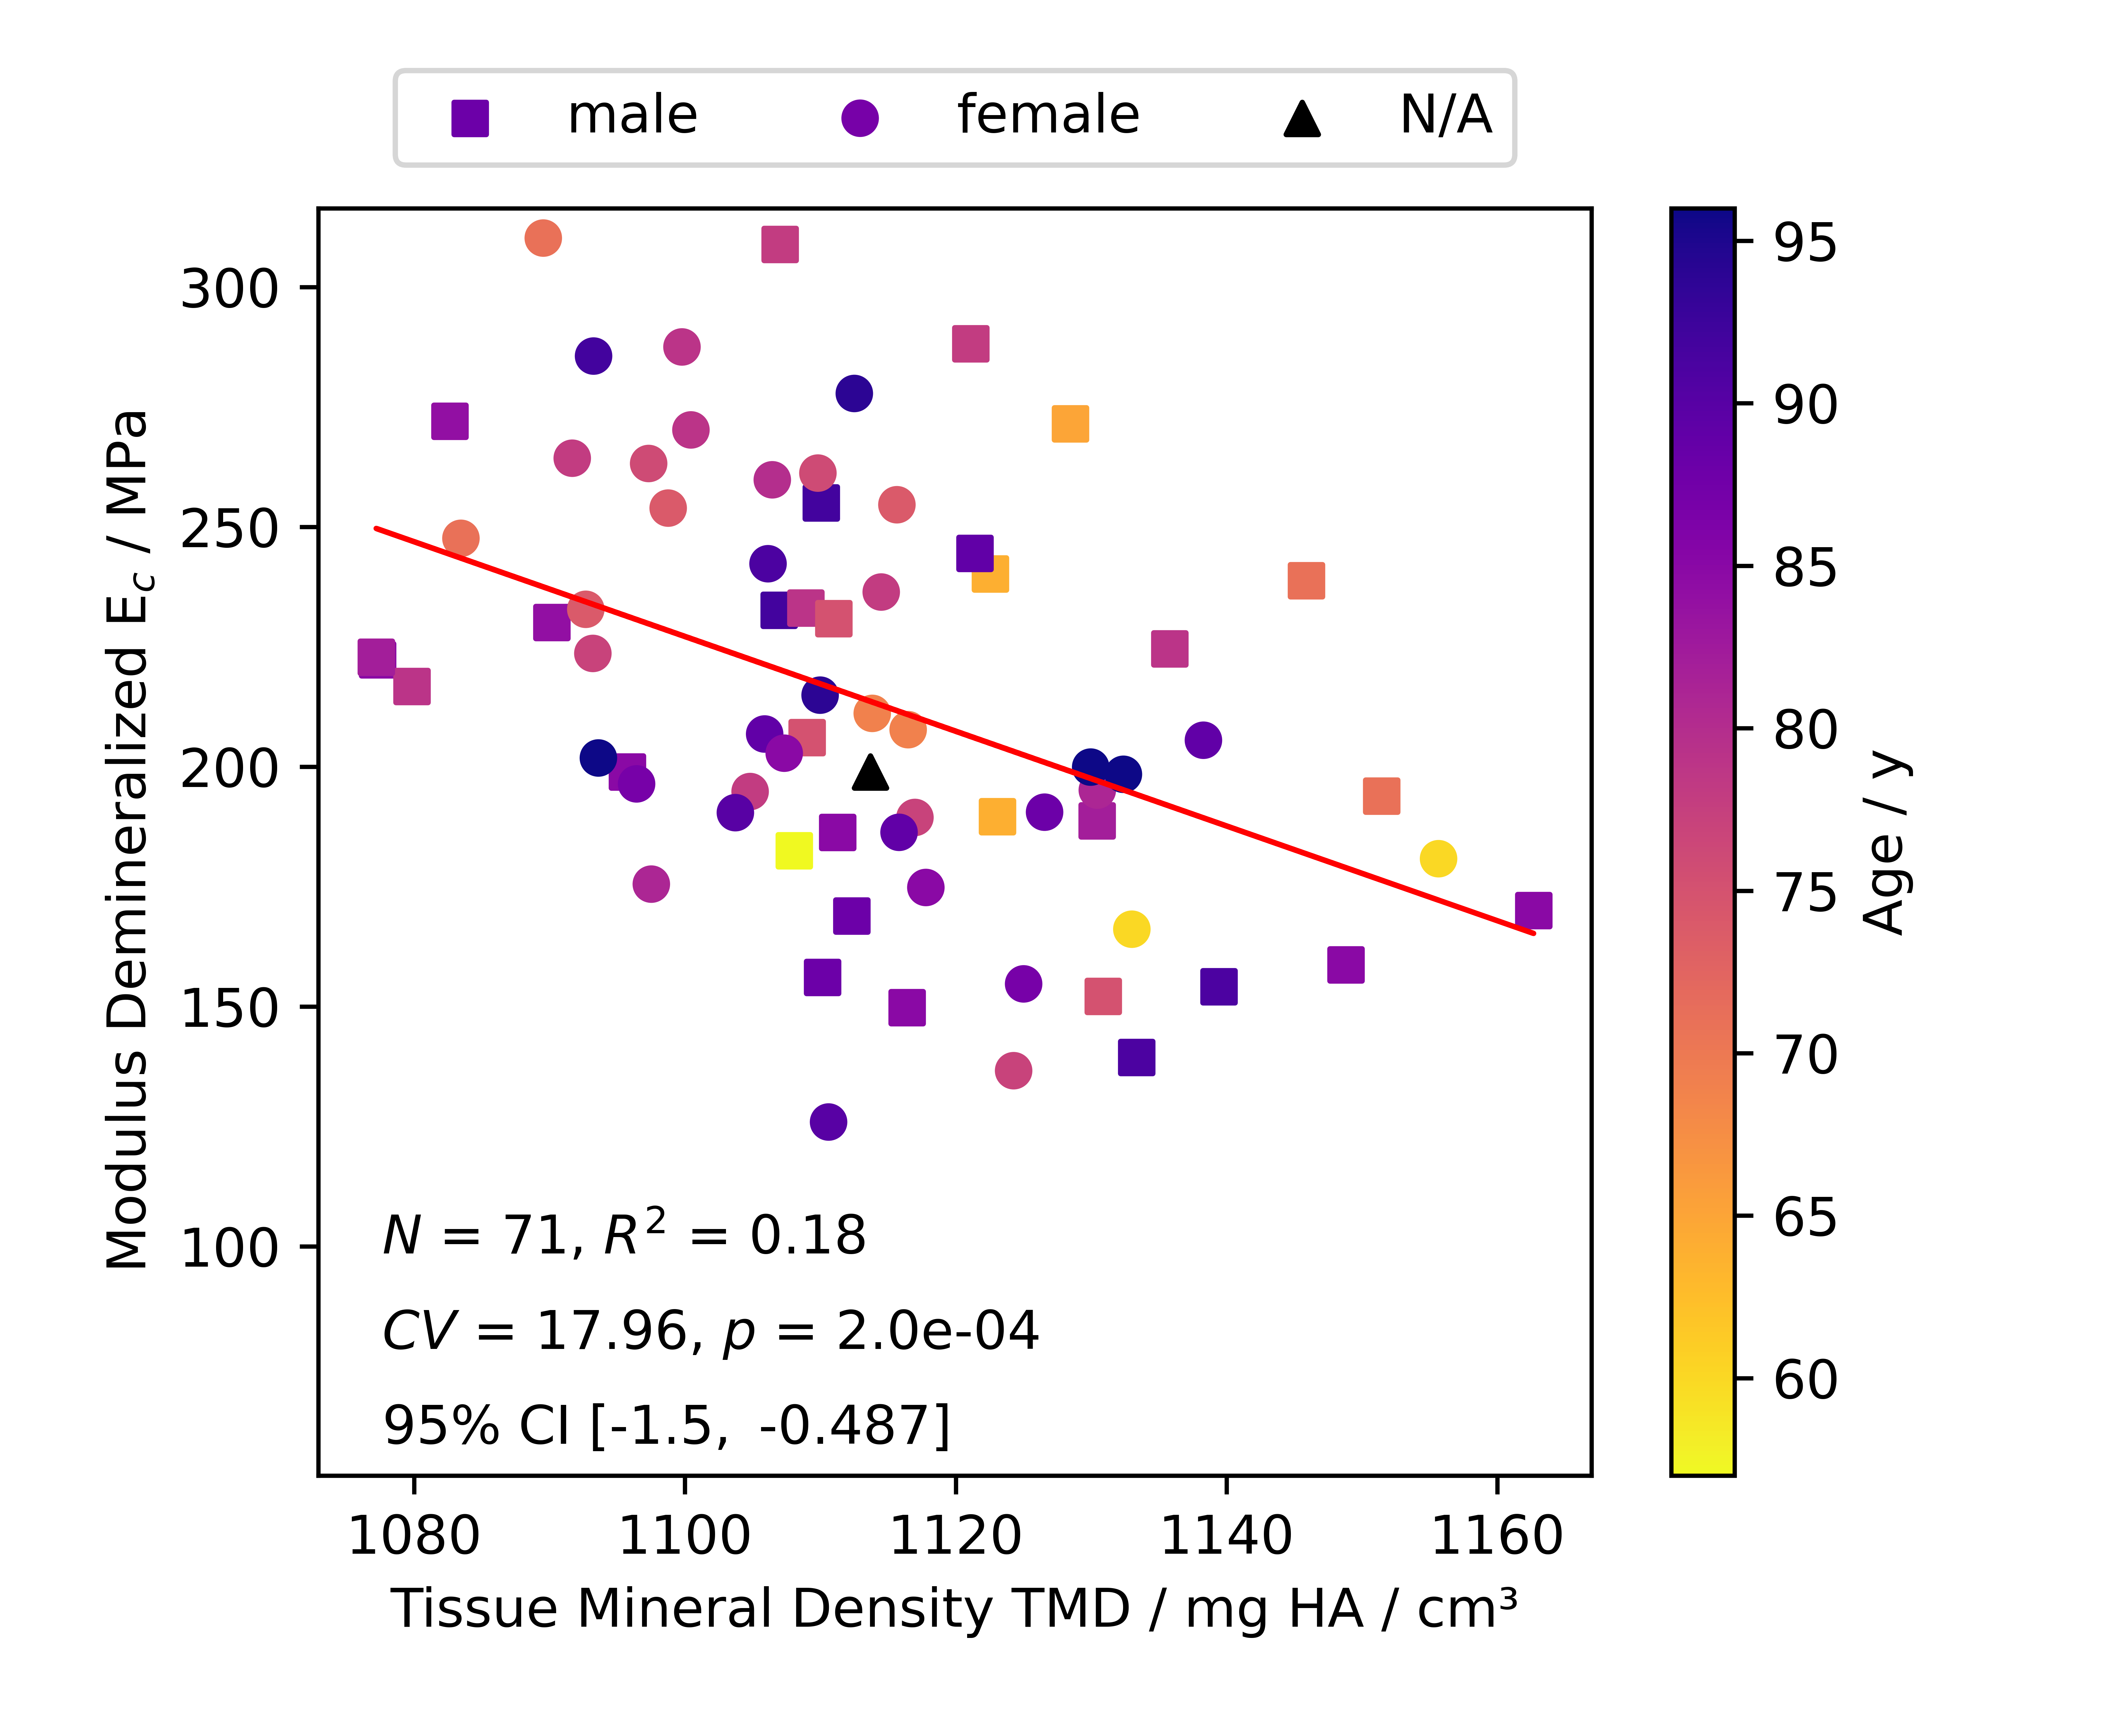 male female N/A
300
250
200
150
100
Modulus Demineralized E_c / MPa
N = 71, R² = 0.18
CV = 17.96, p = 2.0e-04
95% CI [-1.5, -0.487]
1080 1100 1120 1140 1160
Tissue Mineral Density TMD / mg HA / cm³
95
90
85
80
75
70
65
60
Age / y